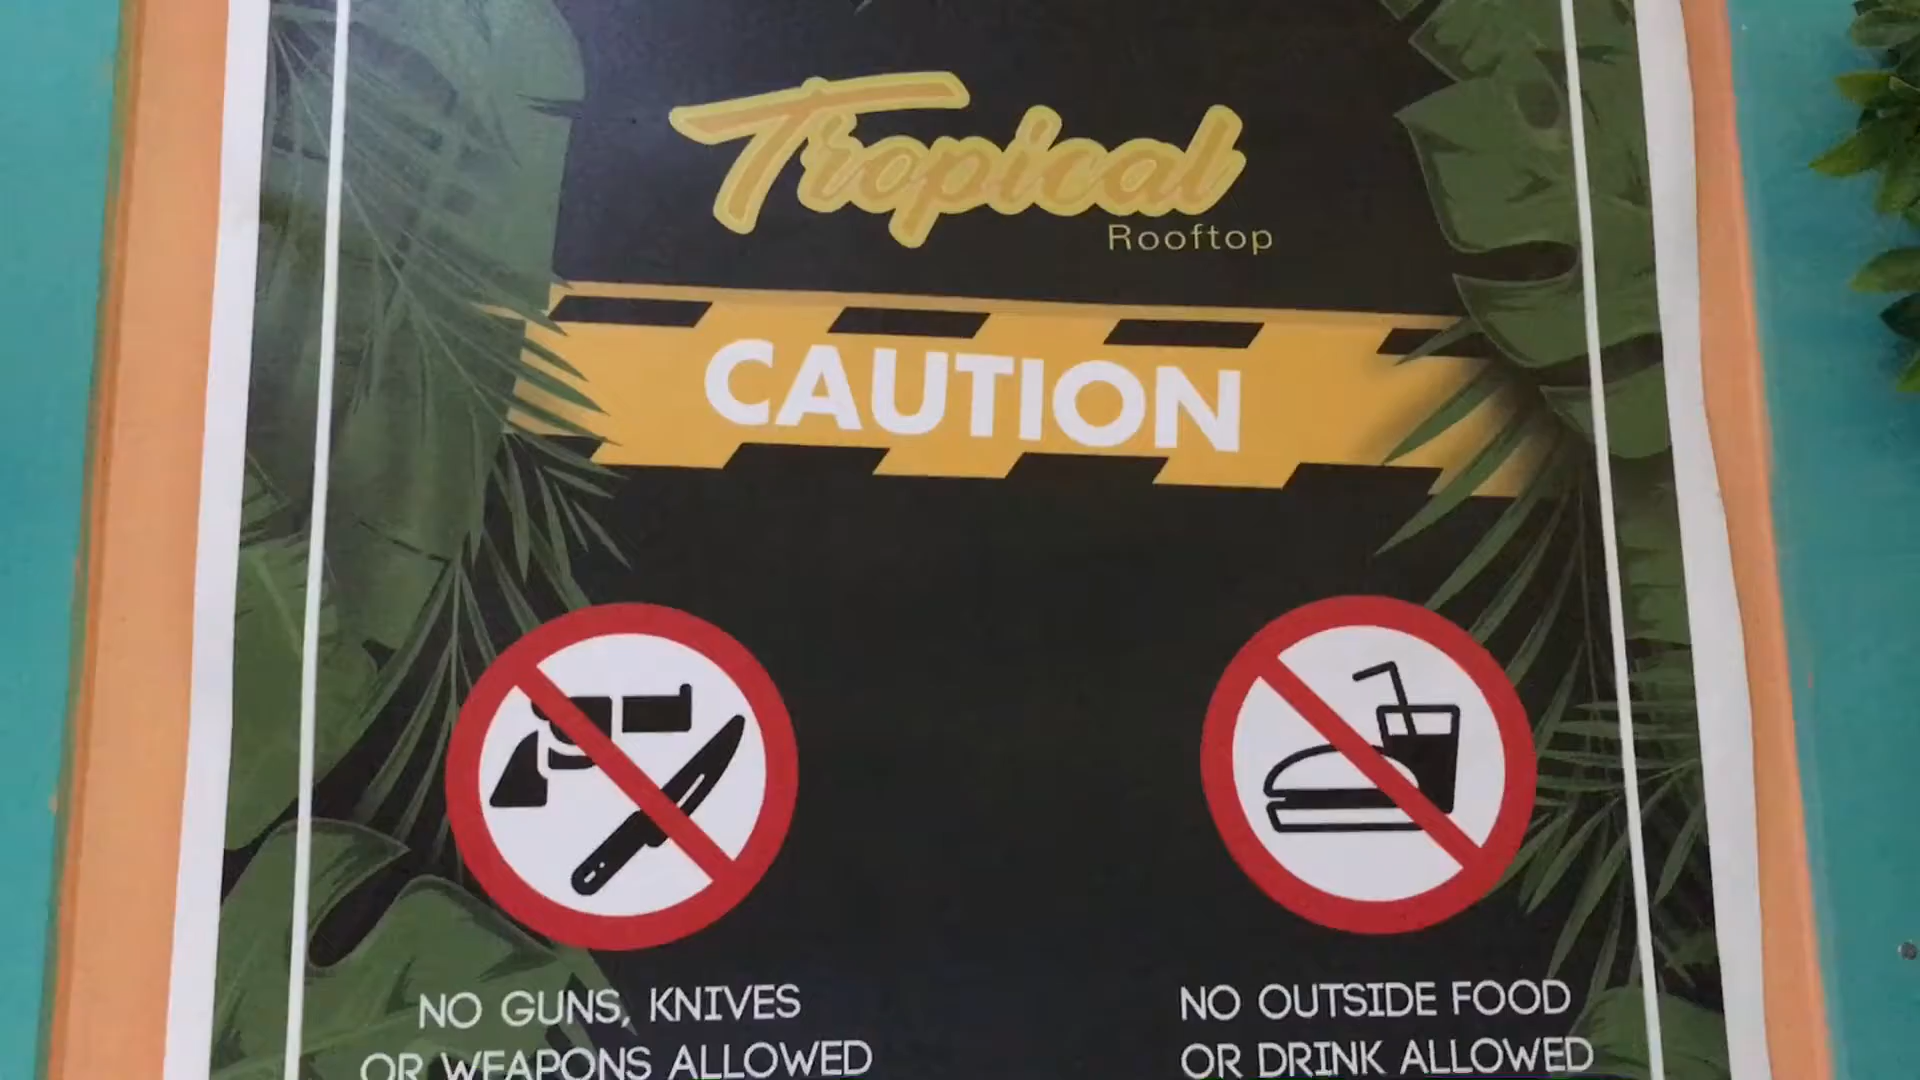 Tropical
Rooftop
CAUTION
NO GUNS, KNIVES
OR WEAPONS ALLOWED
NO OUTSIDE FOOD
OR DRINK ALLOWED